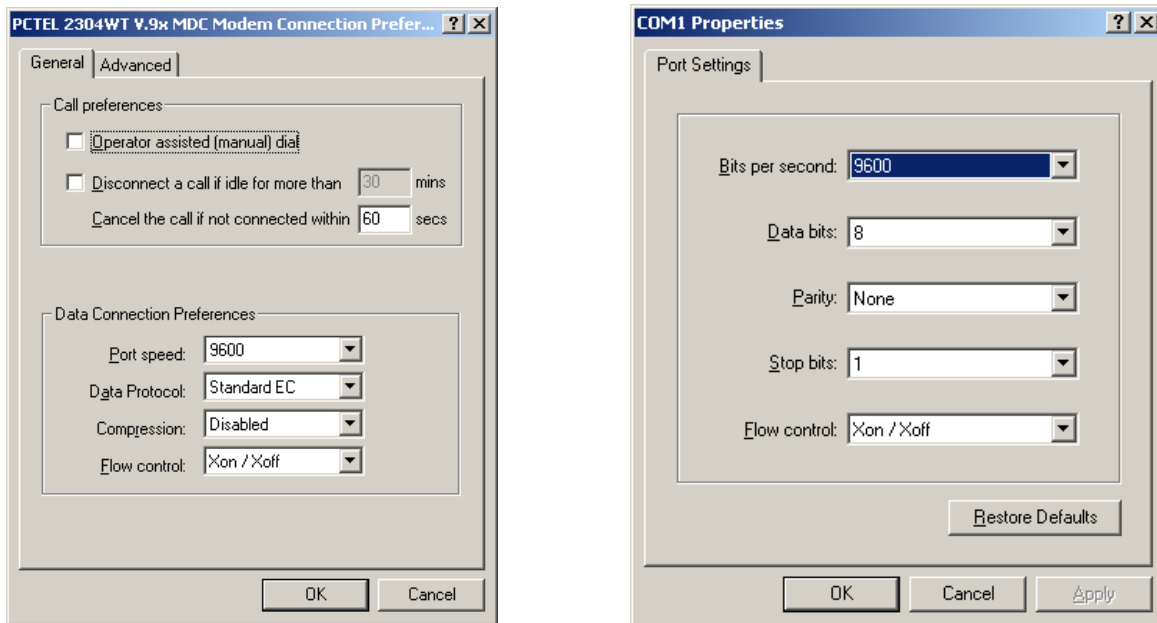 PCTEL 2304WT V.9x MDC Modem Connection Prefer...
General
Advanced
Call preferences
Operator assisted (manual) dial
Disconnect a call if idle for more than 30 mins
Cancel the call if not connected within 60 secs
Data Connection Preferences
Port speed: 9600
Data Protocol: Standard EC
Compression: Disabled
Flow control: Xon / Xoff
OK
Cancel
COM1 Properties
Port Settings
Bits per second: 9600
Data bits: 8
Parity: None
Stop bits: 1
Flow control: Xon / Xoff
Restore Defaults
OK
Cancel
Apply